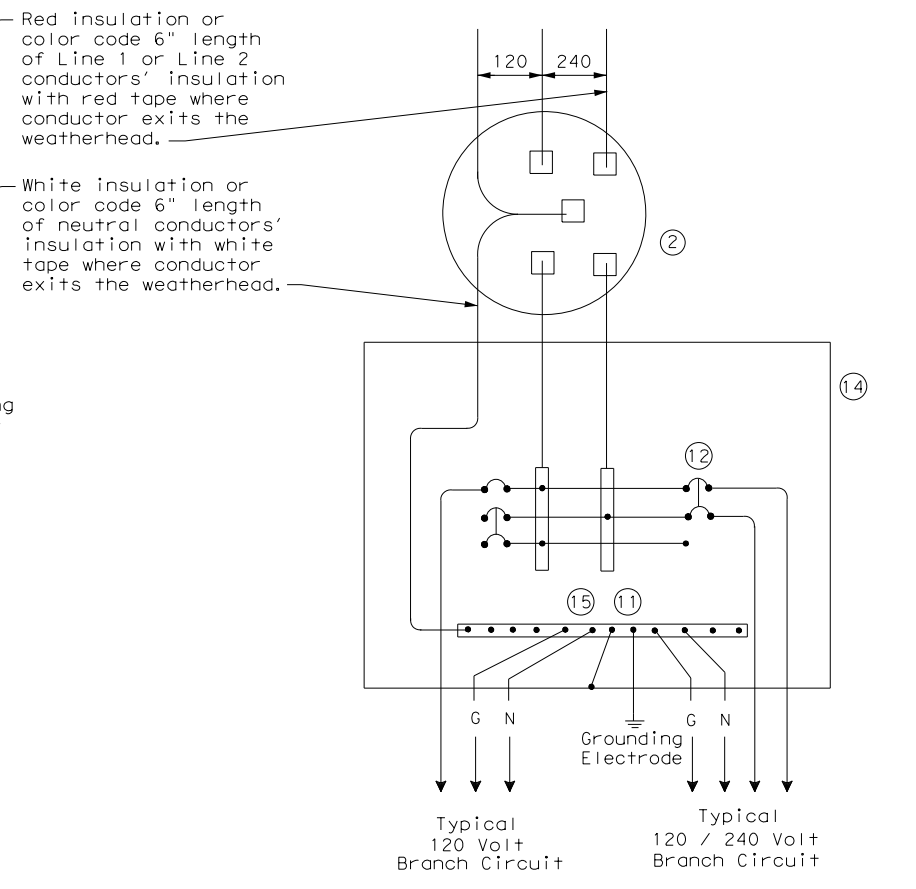 Red insulation or
color code 6" length
of Line 1 or Line 2
conductors' insulation
with red tape where
conductor exits the
weatherhead.
120
240
White insulation or
color code 6" length
of neutral conductors'
insulation with white
tape where conductor
exits the weatherhead.
2
ng
14
12
15
11
G
N
Grounding
Electrode
G
N
Typical
120 Volt
Branch Circuit
Typical
120 / 240 Volt
Branch Circuit